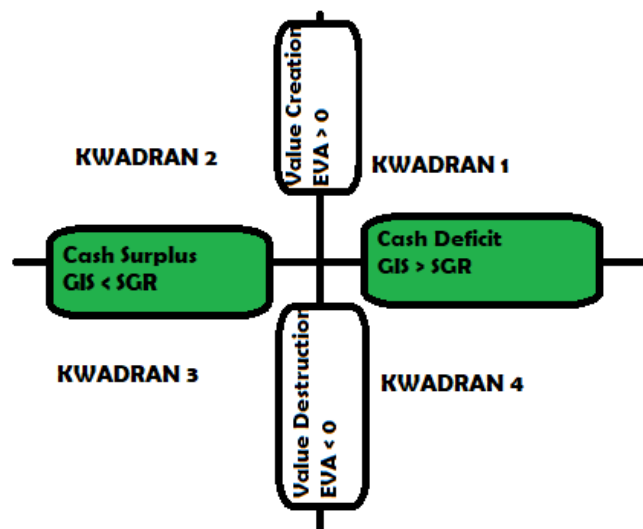 Value Creation
EVA > 0
KWADRAN 2
KWADRAN 1
Cash Surplus
GIS < SGR
Cash Deficit
GIS > SGR
KWADRAN 3
KWADRAN 4
Value Destruction
EVA < 0